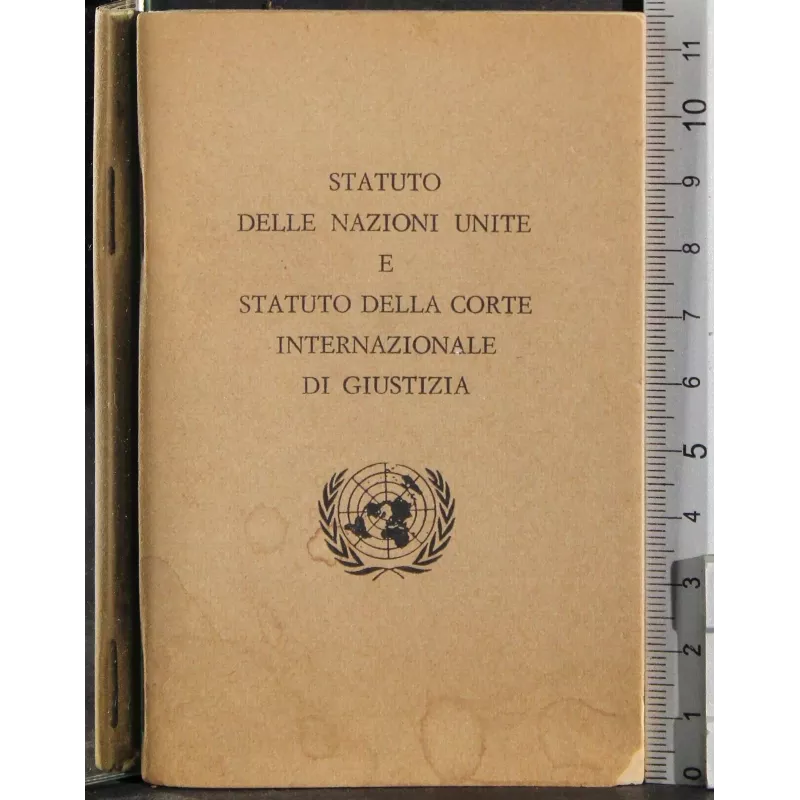 STATUTO
DELLE NAZIONI UNITE
E
STATUTO DELLA CORTE
INTERNAZIONALE
DI GIUSTIZIA
11
10
9
8
7
6
5
4
3
2
1
0